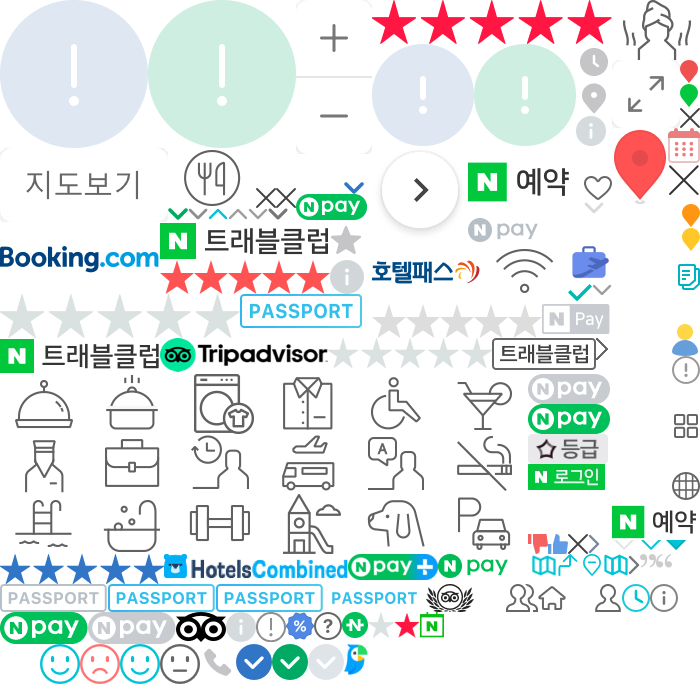 지도보기
N pay
N 예약
N pay
Booking.com
N 트래블클럽
호텔패스
PASSPORT
N Pay
N 트래블클럽
Tripadvisor
트래블클럽
N pay
N pay
등급
A
N 로그인
P
N 예약
HotelsCombined
N pay +
N pay
PASSPORT
PASSPORT
PASSPORT
PASSPORT
N pay
N pay
N
N